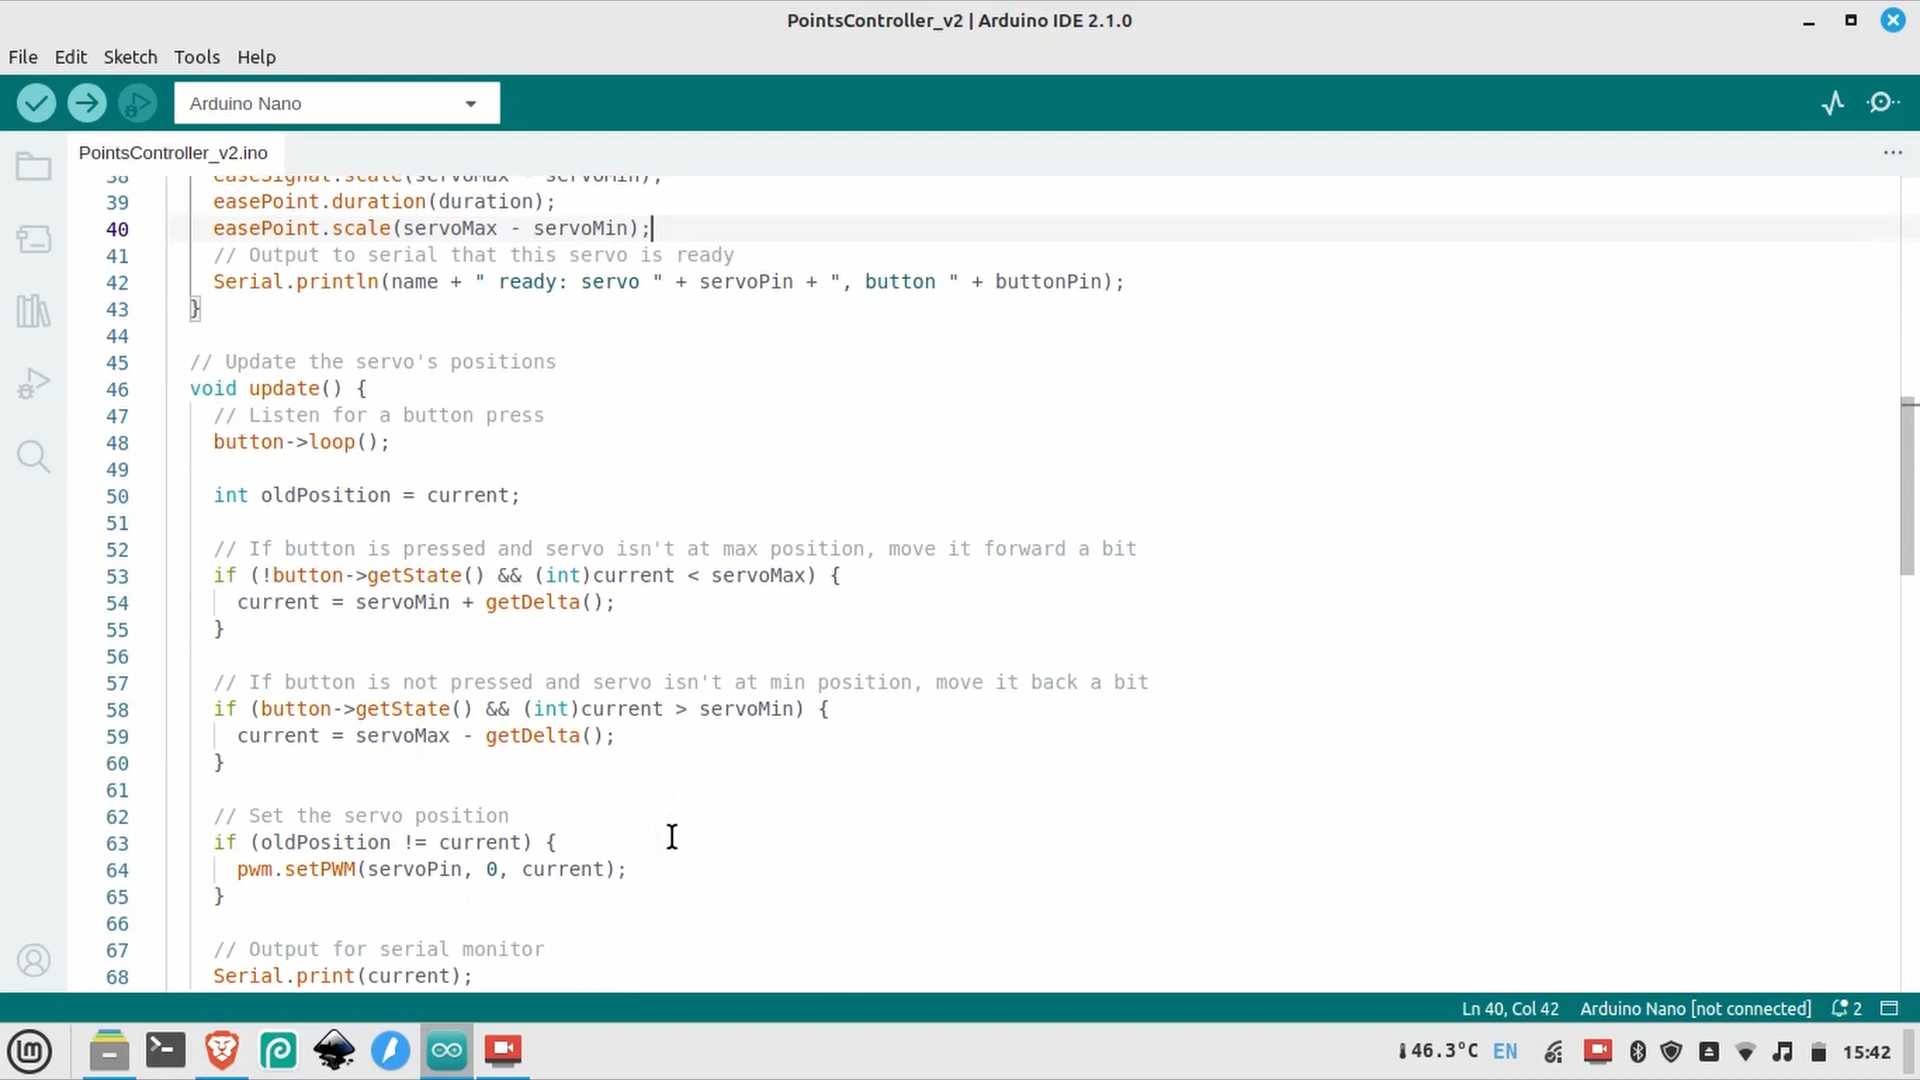 PointsController_v2 | Arduino IDE 2.1.0
File Edit Sketch Tools Help
Arduino Nano
PointsController_v2.ino
38 easeSignal.scale(servoMax - servoMin);
39 easePoint.duration(duration);
40 easePoint.scale(servoMax - servoMin);
41 // Output to serial that this servo is ready
42 Serial.println(name + " ready: servo " + servoPin + ", button " + buttonPin);
43 }
44
45 // Update the servo's positions
46 void update() {
47 // Listen for a button press
48 button->loop();
49
50 int oldPosition = current;
51
52 // If button is pressed and servo isn't at max position, move it forward a bit
53 if (!button->getState() && (int)current < servoMax) {
54 current = servoMin + getDelta();
55 }
56
57 // If button is not pressed and servo isn't at min position, move it back a bit
58 if (button->getState() && (int)current > servoMin) {
59 current = servoMax - getDelta();
60 }
61
62 // Set the servo position
63 if (oldPosition != current) {
64 pwm.setPWM(servoPin, 0, current);
65 }
66
67 // Output for serial monitor
68 Serial.print(current);
Ln 40, Col 42 Arduino Nano [not connected] 2
46.3°C EN 15:42